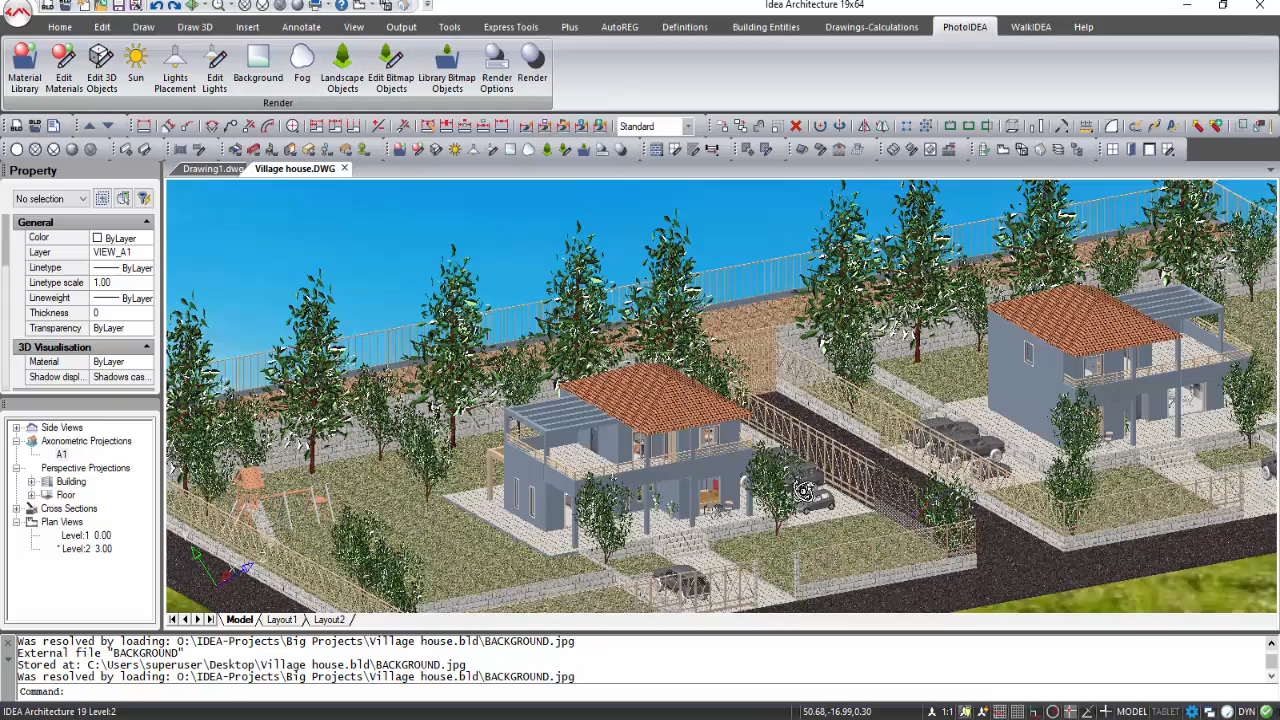 Idea Architecture 19x64
Home Edit Draw Draw 3D Insert Annotate View Output Tools Express Tools Plus AutoREG Definitions Building Entities Drawings-Calculations PhotoIDEA WalkIDEA Help
Material Library
Edit Materials
Edit 3D Objects
Sun
Lights Placement
Edit Lights
Background
Fog
Landscape Objects
Edit Bitmap Objects
Library Bitmap Objects
Render Options
Render
Render
BLD BLD
Standard
Property
Drawing1.dwg Village house.DWG
No selection
General
Color ByLayer
Layer VIEW_A1
Linetype ByLayer
Linetype scale 1.00
Lineweight ByLayer
Thickness 0
Transparency ByLayer
3D Visualisation
Material ByLayer
Shadow displ... Shadows cas...
Side Views
Axonometric Projections
A1
Perspective Projections
Building
Floor
Cross Sections
Plan Views
Level:1 0.00
* Level:2 3.00
Model Layout1 Layout2
Was resolved by loading: O:\IDEA-Projects\Big Projects\Village house.bld\BACKGROUND.jpg
External file "BACKGROUND"
Stored at: C:\Users\superuser\Desktop\Village house.bld\BACKGROUND.jpg
Was resolved by loading: O:\IDEA-Projects\Big Projects\Village house.bld\BACKGROUND.jpg
Command:
IDEA Architecture 19 Level:2 50.68,-16.99,0.30 1:1 MODEL TABLET DYN